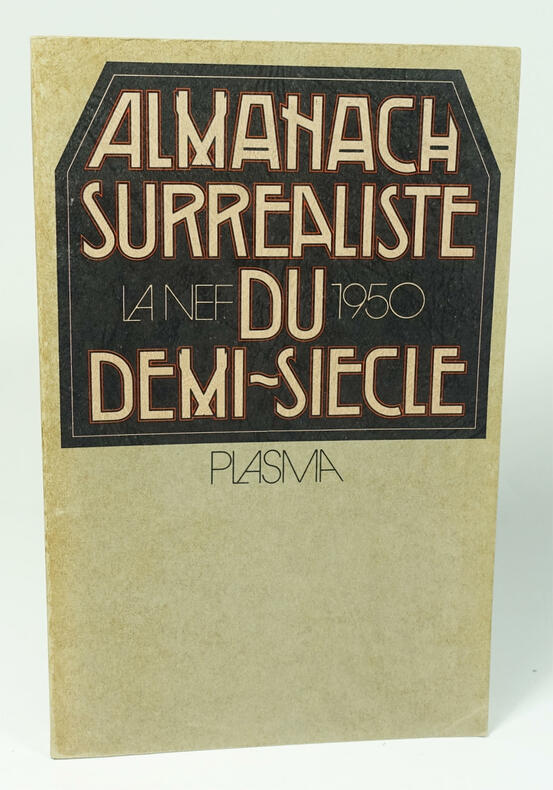 ALMANACH
SURREALISTE
LA NEF. DU 1950
DEMI~SIECLE
PLASMA